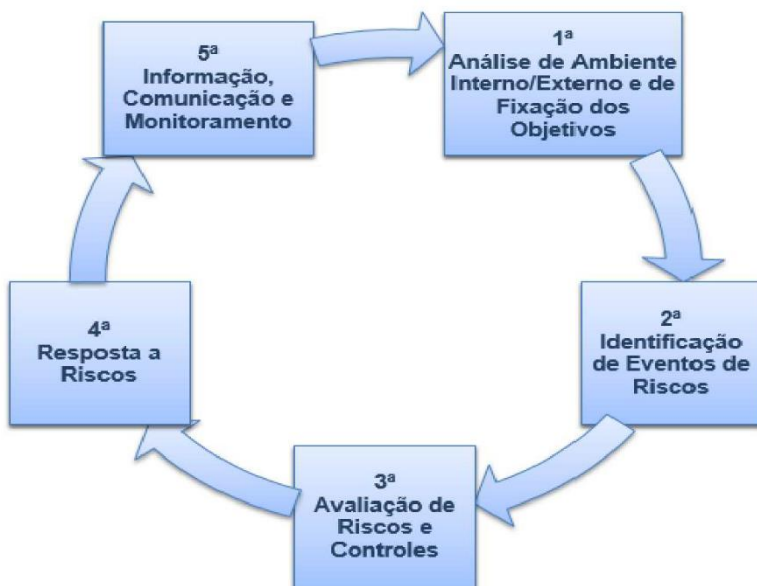 5ª
Informação,
Comunicação e
Monitoramento
1ª
Análise de Ambiente
Interno/Externo e de
Fixação dos
Objetivos
2ª
Identificação
de Eventos de
Riscos
3ª
Avaliação de
Riscos e
Controles
4ª
Resposta a
Riscos